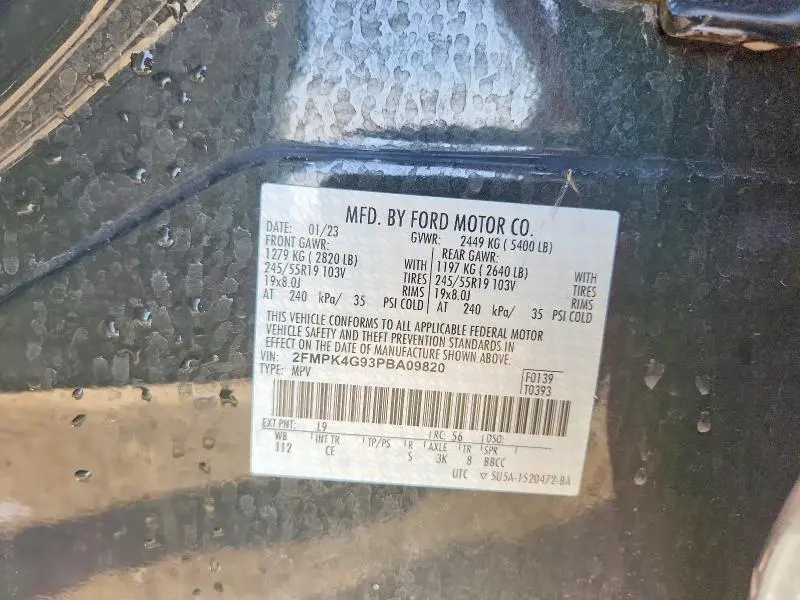 MFD. BY FORD MOTOR CO.
DATE: 01/23 GVWR: 2449 KG ( 5400 LB)
FRONT GAWR: REAR GAWR:
1279 KG ( 2820 LB) WITH 1197 KG ( 2640 LB) WITH
245/55R19 103V TIRES 245/55R19 103V TIRES
19x8.0J RIMS 19x8.0J RIMS
AT 240 kPa/ 35 PSI COLD AT 240 kPa/ 35 PSI COLD
THIS VEHICLE CONFORMS TO ALL APPLICABLE FEDERAL MOTOR
VEHICLE SAFETY AND THEFT PREVENTION STANDARDS IN
EFFECT ON THE DATE OF MANUFACTURE SHOWN ABOVE.
VIN: 2FMPK4G93PBA09820
TYPE: MPV
F0139
T0393
EXT PNT: J9 RC: 56 DSO:
WB INT TR TP/PS R AXLE TR SPR
112 CE S 3K 8 BBCC
UTC ▽ 5U5A-1520472-BA